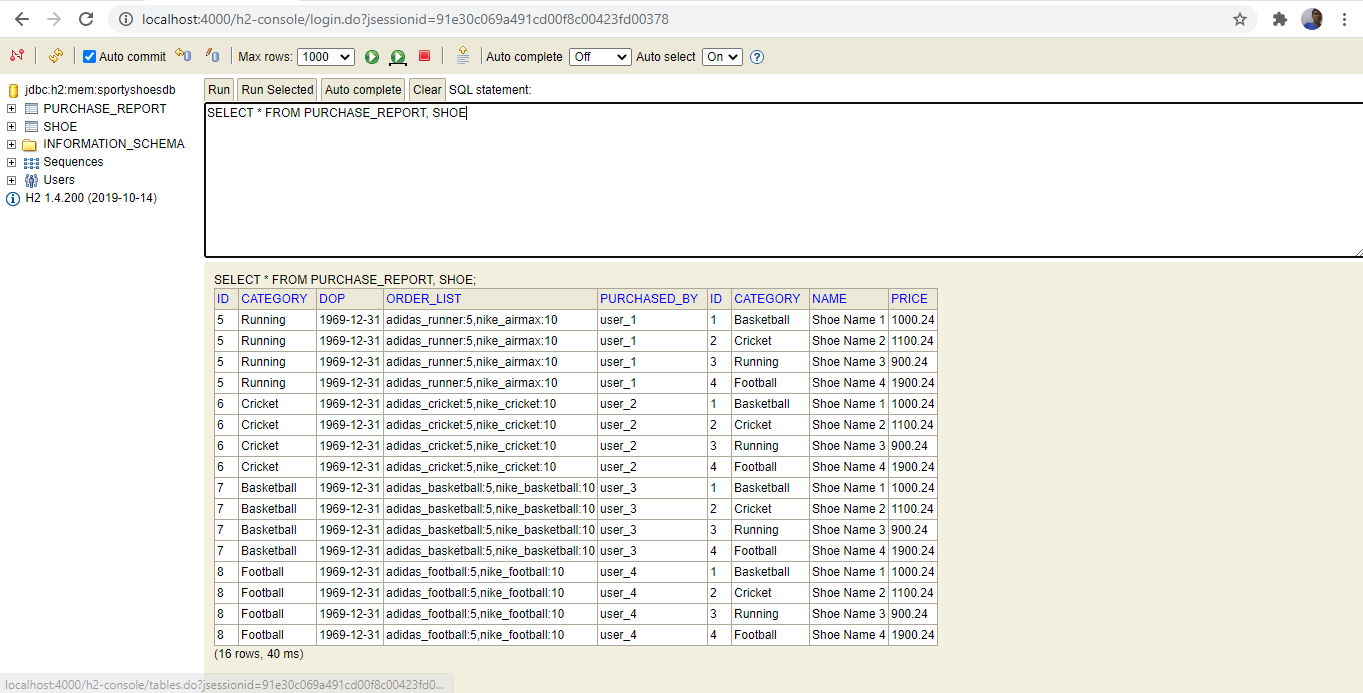 localhost:4000/h2-console/login.do?jsessionid=91e30c069a491cd00f8c00423fd00378
Auto commit Max rows: 1000 Auto complete Off Auto select On ?
jdbc:h2:mem:sportyshoesdb
PURCHASE_REPORT
SHOE
INFORMATION_SCHEMA
Sequences
Users
H2 1.4.200 (2019-10-14)
Run Run Selected Auto complete Clear SQL statement:
SELECT * FROM PURCHASE_REPORT, SHOE
SELECT * FROM PURCHASE_REPORT, SHOE;
ID CATEGORY DOP ORDER_LIST PURCHASED_BY ID CATEGORY NAME PRICE
5 Running 1969-12-31 adidas_runner:5,nike_airmax:10 user_1 1 Basketball Shoe Name 1 1000.24
5 Running 1969-12-31 adidas_runner:5,nike_airmax:10 user_1 2 Cricket Shoe Name 2 1100.24
5 Running 1969-12-31 adidas_runner:5,nike_airmax:10 user_1 3 Running Shoe Name 3 900.24
5 Running 1969-12-31 adidas_runner:5,nike_airmax:10 user_1 4 Football Shoe Name 4 1900.24
6 Cricket 1969-12-31 adidas_cricket:5,nike_cricket:10 user_2 1 Basketball Shoe Name 1 1000.24
6 Cricket 1969-12-31 adidas_cricket:5,nike_cricket:10 user_2 2 Cricket Shoe Name 2 1100.24
6 Cricket 1969-12-31 adidas_cricket:5,nike_cricket:10 user_2 3 Running Shoe Name 3 900.24
6 Cricket 1969-12-31 adidas_cricket:5,nike_cricket:10 user_2 4 Football Shoe Name 4 1900.24
7 Basketball 1969-12-31 adidas_basketball:5,nike_basketball:10 user_3 1 Basketball Shoe Name 1 1000.24
7 Basketball 1969-12-31 adidas_basketball:5,nike_basketball:10 user_3 2 Cricket Shoe Name 2 1100.24
7 Basketball 1969-12-31 adidas_basketball:5,nike_basketball:10 user_3 3 Running Shoe Name 3 900.24
7 Basketball 1969-12-31 adidas_basketball:5,nike_basketball:10 user_3 4 Football Shoe Name 4 1900.24
8 Football 1969-12-31 adidas_football:5,nike_football:10 user_4 1 Basketball Shoe Name 1 1000.24
8 Football 1969-12-31 adidas_football:5,nike_football:10 user_4 2 Cricket Shoe Name 2 1100.24
8 Football 1969-12-31 adidas_football:5,nike_football:10 user_4 3 Running Shoe Name 3 900.24
8 Football 1969-12-31 adidas_football:5,nike_football:10 user_4 4 Football Shoe Name 4 1900.24
(16 rows, 40 ms)
localhost:4000/h2-console/tables.do?jsessionid=91e30c069a491cd00f8c00423fd0...